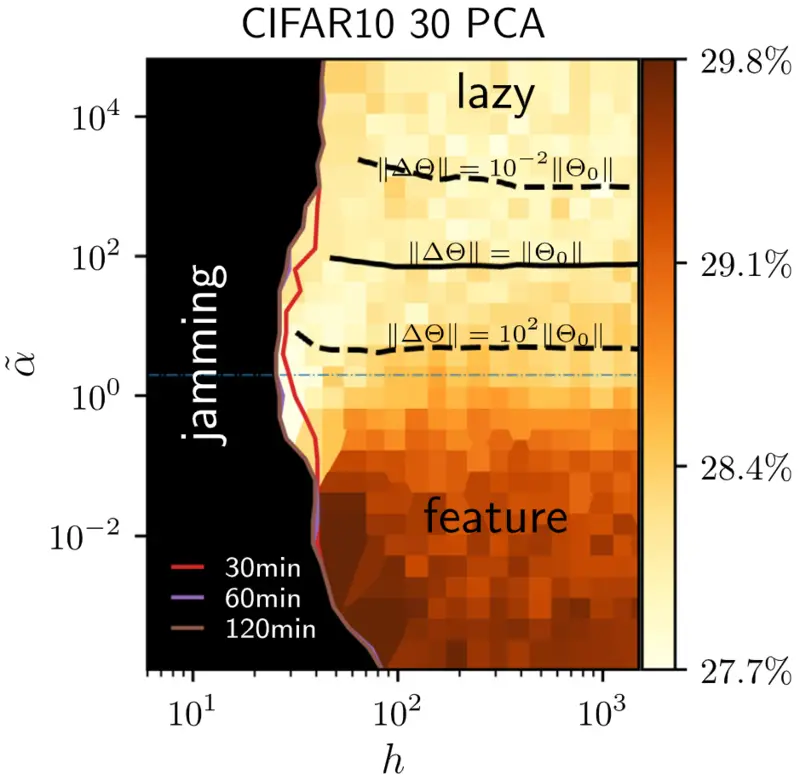 CIFAR10 30 PCA
29.8%
lazy
10⁴
‖ΔΘ‖ = 10⁻²‖Θ₀‖
10²
‖ΔΘ‖ = ‖Θ₀‖
29.1%
jamming
‖ΔΘ‖ = 10²‖Θ₀‖
α̃
10⁰
28.4%
feature
10⁻²
30min
60min
120min
27.7%
10¹
10²
10³
h